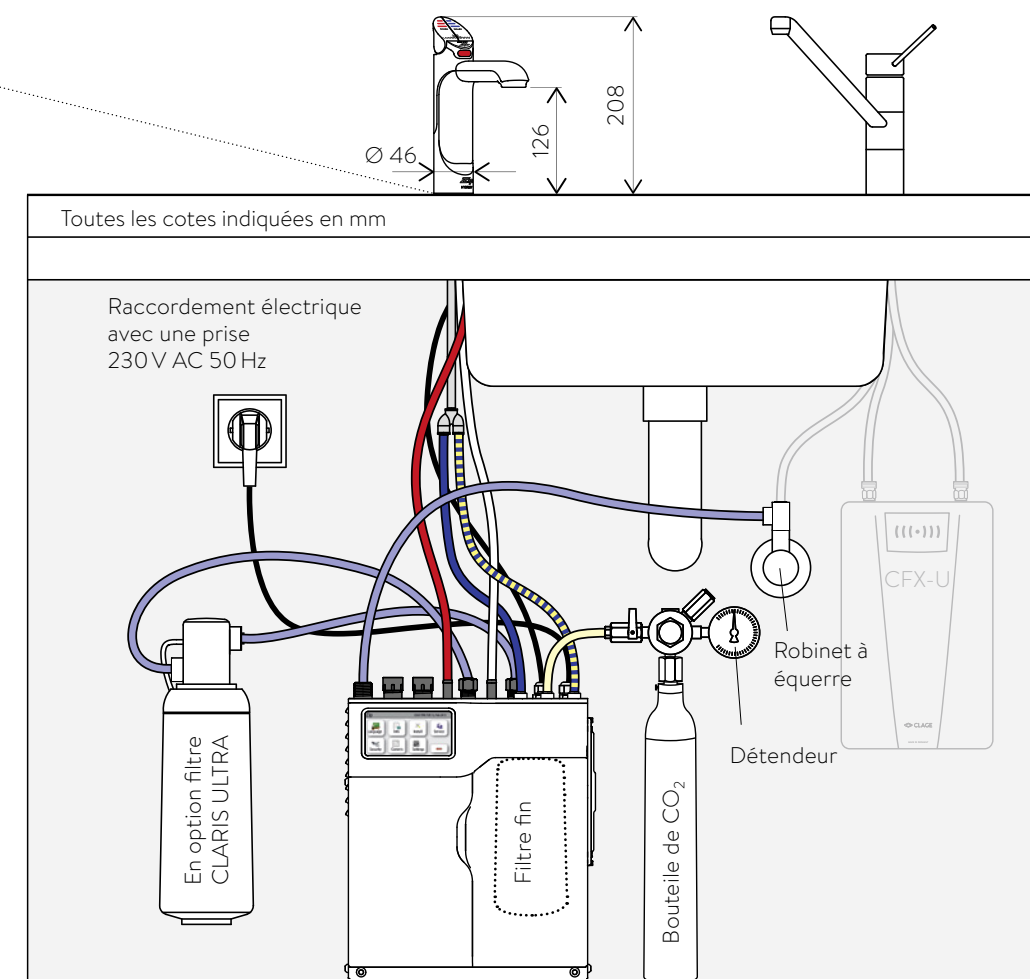 208
126
Ø 46
Toutes les cotes indiquées en mm
Raccordement électrique
avec une prise
230 V AC 50 Hz
CFX-U
Robinet à
équerre
CLAGE
Détendeur
En option filtre
CLARIS ULTRA
Filtre fin
Bouteile de CO₂